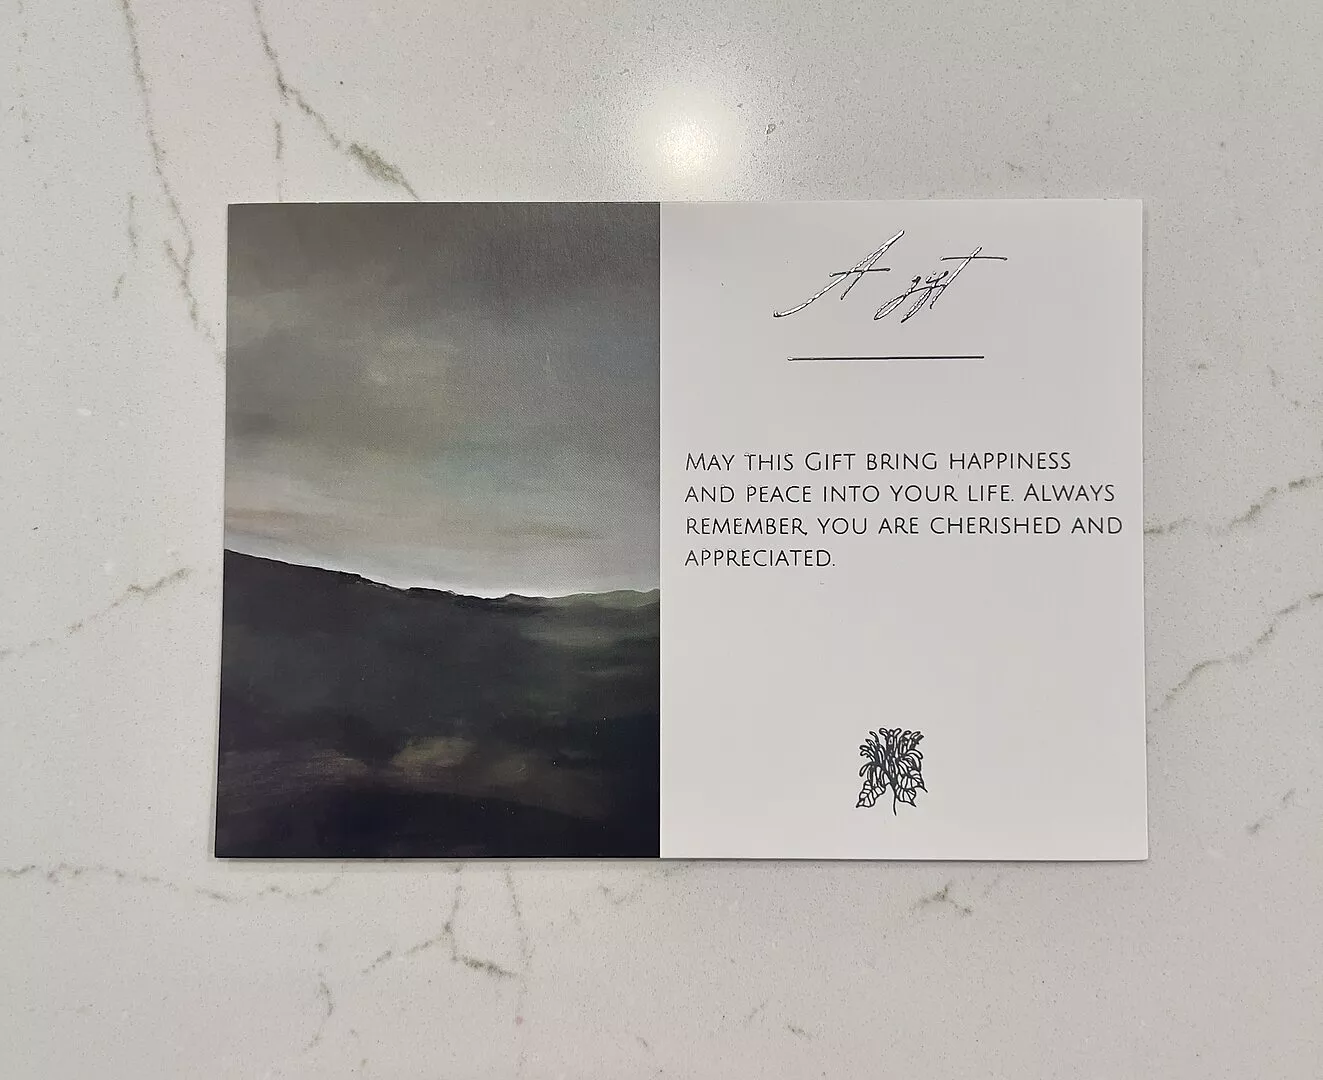 A gift
May this Gift bring happiness
and peace into your life. Always
remember, you are cherished and
appreciated.